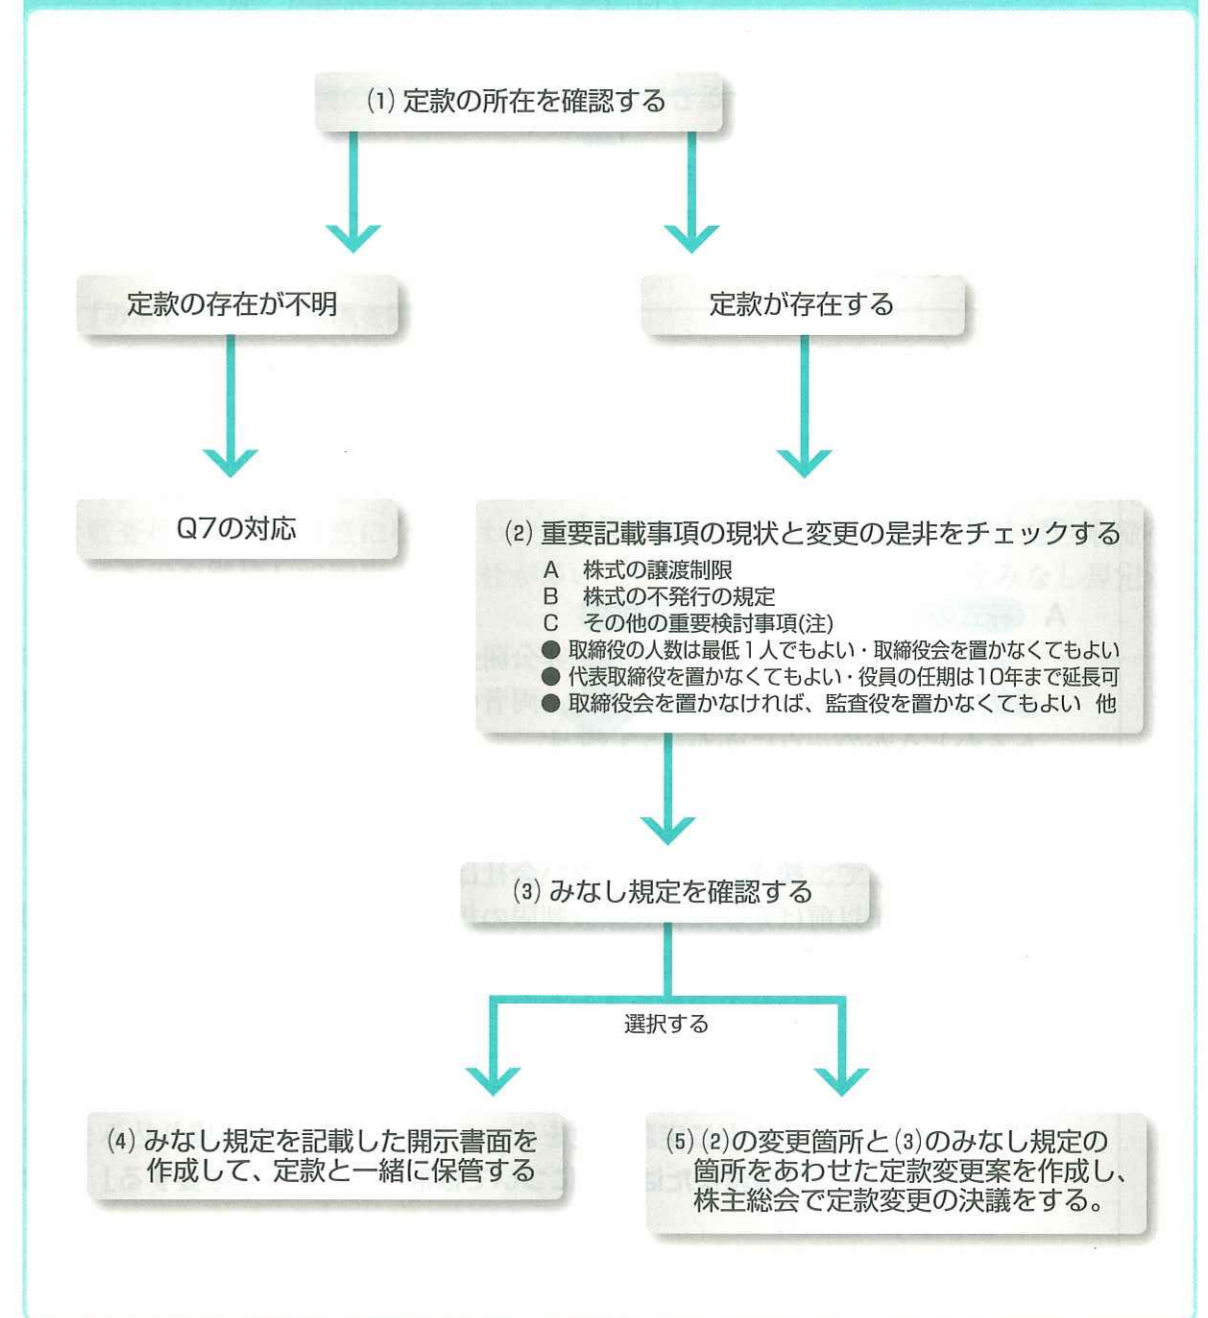 (1) 定款の所在を確認する
定款の存在が不明
定款が存在する
Q7の対応
(2) 重要記載事項の現状と変更の是非をチェックする
A 株式の譲渡制限
B 株式の不発行の規定
C その他の重要検討事項(注)
● 取締役の人数は最低1人でもよい・取締役会を置かなくてもよい
● 代表取締役を置かなくてもよい・役員の任期は10年まで延長可
● 取締役会を置かなければ、監査役を置かなくてもよい 他
(3) みなし規定を確認する
選択する
(4) みなし規定を記載した開示書面を
作成して、定款と一緒に保管する
(5) (2)の変更箇所と(3)のみなし規定の
箇所をあわせた定款変更案を作成し、
株主総会で定款変更の決議をする。